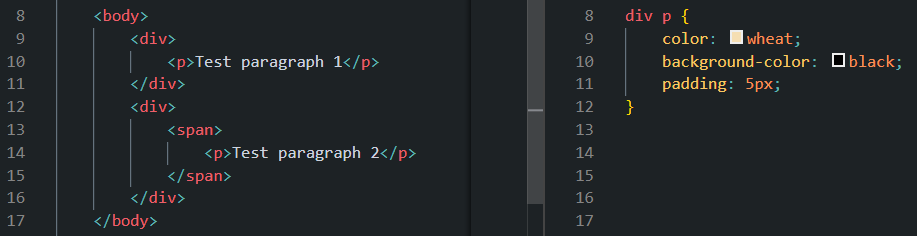 8 <body>
9 <div>
10 <p>Test paragraph 1</p>
11 </div>
12 <div>
13 <span>
14 <p>Test paragraph 2</p>
15 </span>
16 </div>
17 </body>
8 div p {
9 color: wheat;
10 background-color: black;
11 padding: 5px;
12 }
13
14
15
16
17